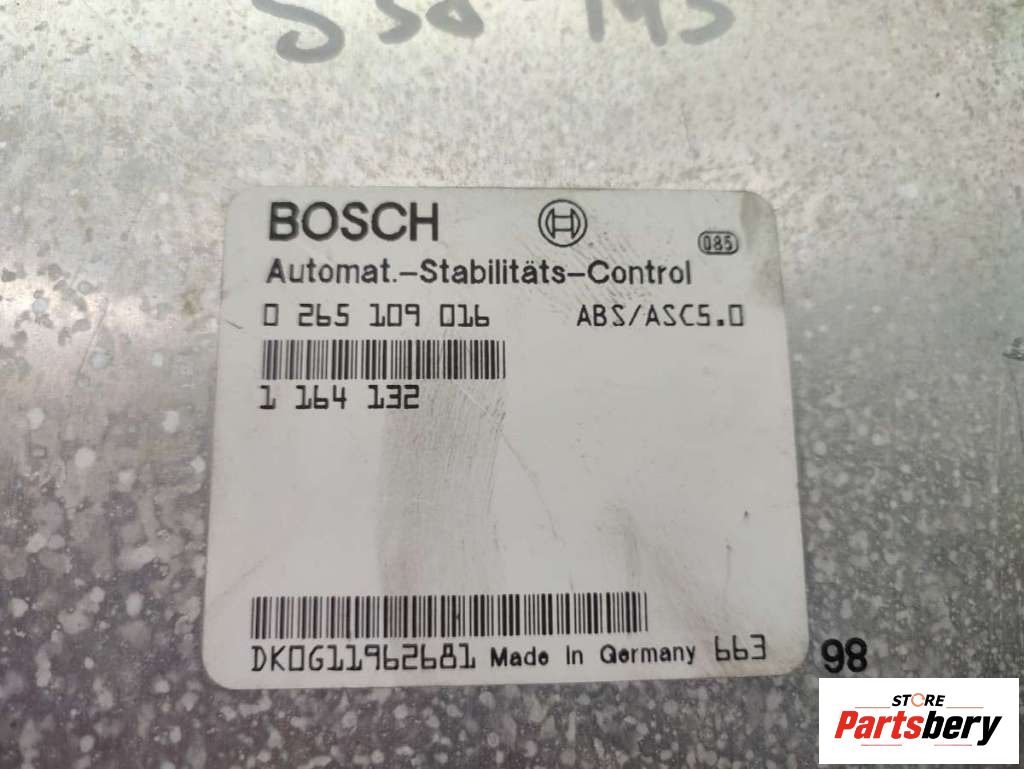 BOSCH
085
Automat.-Stabilitäts-Control
0 265 109 016 ABS/ASC5.0
1 164 132
DK0G11962681 Made In Germany 663
98
STORE
Partsbery